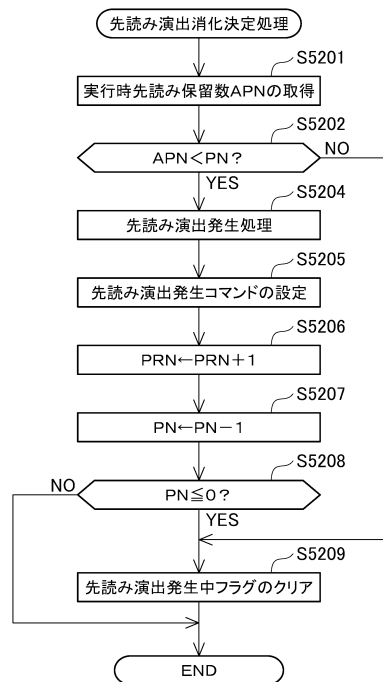 先読み演出消化決定処理
S5201
実行時先読み保留数APNの取得
S5202
APN＜PN？
NO
YES
S5204
先読み演出発生処理
S5205
先読み演出発生コマンドの設定
S5206
PRN←PRN＋1
S5207
PN←PN－1
S5208
NO
PN≦0？
YES
S5209
先読み演出発生中フラグのクリア
END